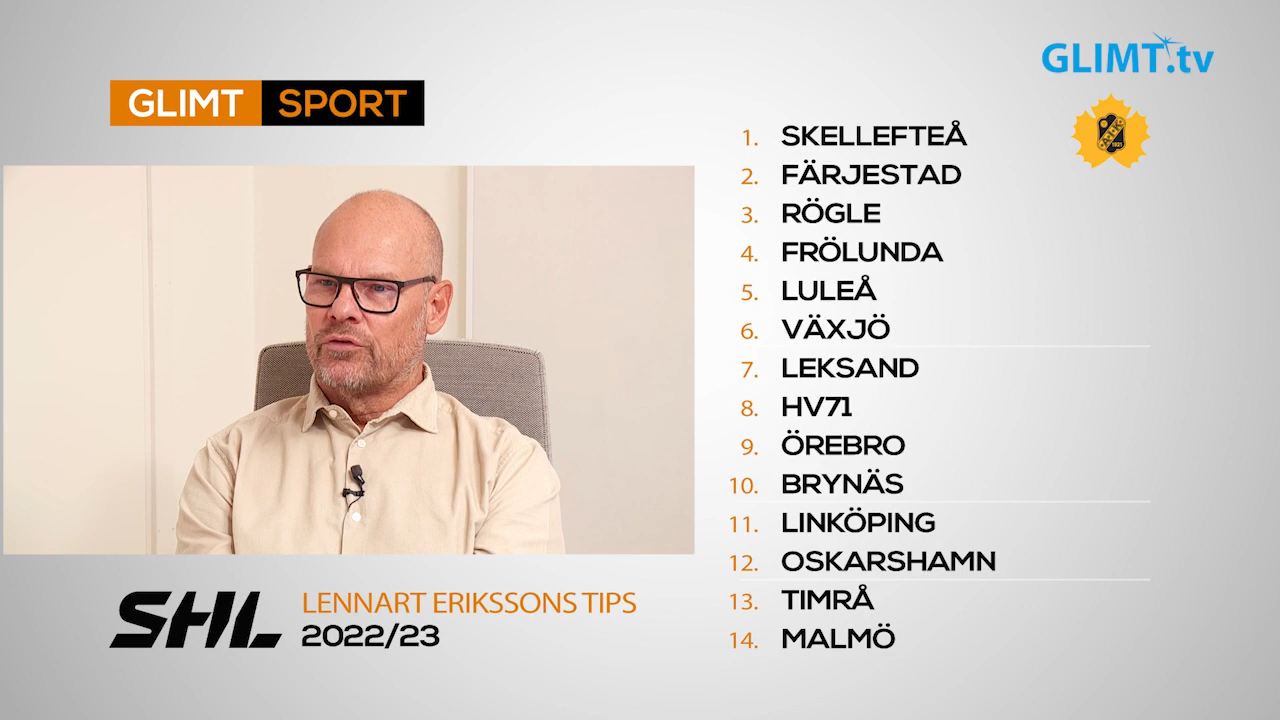 GLIMT.tv
GLIMT SPORT
1. SKELLEFTEÅ
2. FÄRJESTAD
3. RÖGLE
4. FRÖLUNDA
5. LULEÅ
6. VÄXJÖ
7. LEKSAND
8. HV71
9. ÖREBRO
10. BRYNÄS
11. LINKÖPING
12. OSKARSHAMN
13. TIMRÅ
14. MALMÖ
SHL
LENNART ERIKSSONS TIPS
2022/23
1921